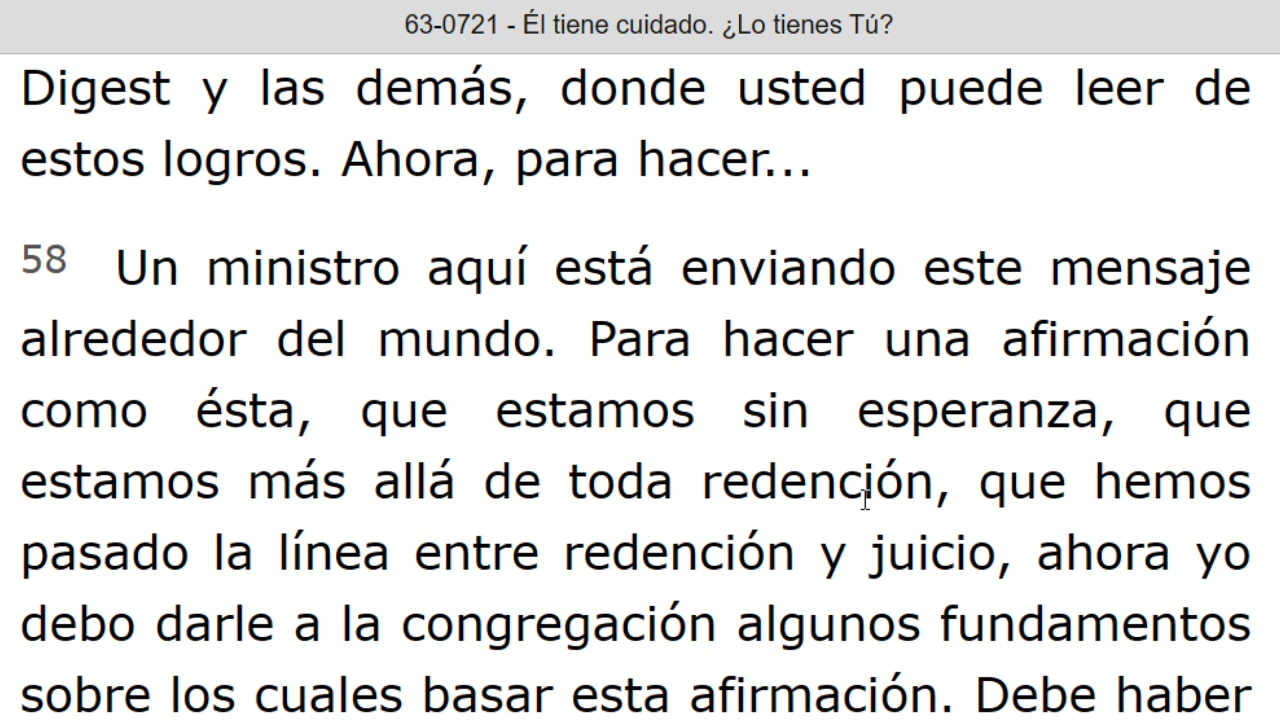 63-0721 - Él tiene cuidado. ¿Lo tienes Tú?
Digest y las demás, donde usted puede leer de
estos logros. Ahora, para hacer...
58 Un ministro aquí está enviando este mensaje
alrededor del mundo. Para hacer una afirmación
como ésta, que estamos sin esperanza, que
estamos más allá de toda redención, que hemos
pasado la línea entre redención y juicio, ahora yo
debo darle a la congregación algunos fundamentos
sobre los cuales basar esta afirmación. Debe haber